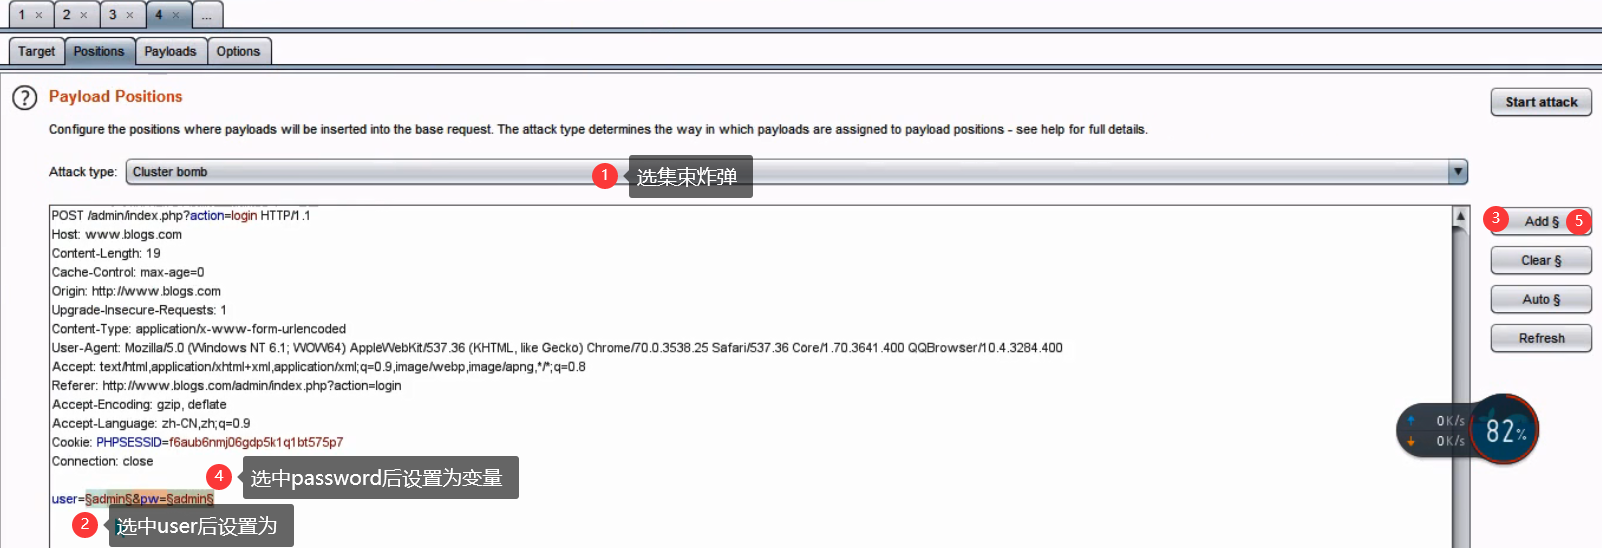 1 × 2 × 3 × 4 × ...
Target Positions Payloads Options
? Payload Positions
Start attack
Configure the positions where payloads will be inserted into the base request. The attack type determines the way in which payloads are assigned to payload positions - see help for full details.
Attack type: Cluster bomb
1 选集束炸弹
POST /admin/index.php?action=login HTTP/1.1
Host: www.blogs.com
Content-Length: 19
Cache-Control: max-age=0
Origin: http://www.blogs.com
Upgrade-Insecure-Requests: 1
Content-Type: application/x-www-form-urlencoded
User-Agent: Mozilla/5.0 (Windows NT 6.1; WOW64) AppleWebKit/537.36 (KHTML, like Gecko) Chrome/70.0.3538.25 Safari/537.36 Core/1.70.3641.400 QQBrowser/10.4.3284.400
Accept: text/html,application/xhtml+xml,application/xml;q=0.9,image/webp,image/apng,*/*;q=0.8
Referer: http://www.blogs.com/admin/index.php?action=login
Accept-Encoding: gzip, deflate
Accept-Language: zh-CN,zh;q=0.9
Cookie: PHPSESSID=f6aub6nmj06gdp5k1q1bt575p7
Connection: close
4 选中password后设置为变量
user=§admin§&pw=§admin§
2 选中user后设置为
3 Add § 5
Clear §
Auto §
Refresh
0K/s
0K/s
82%